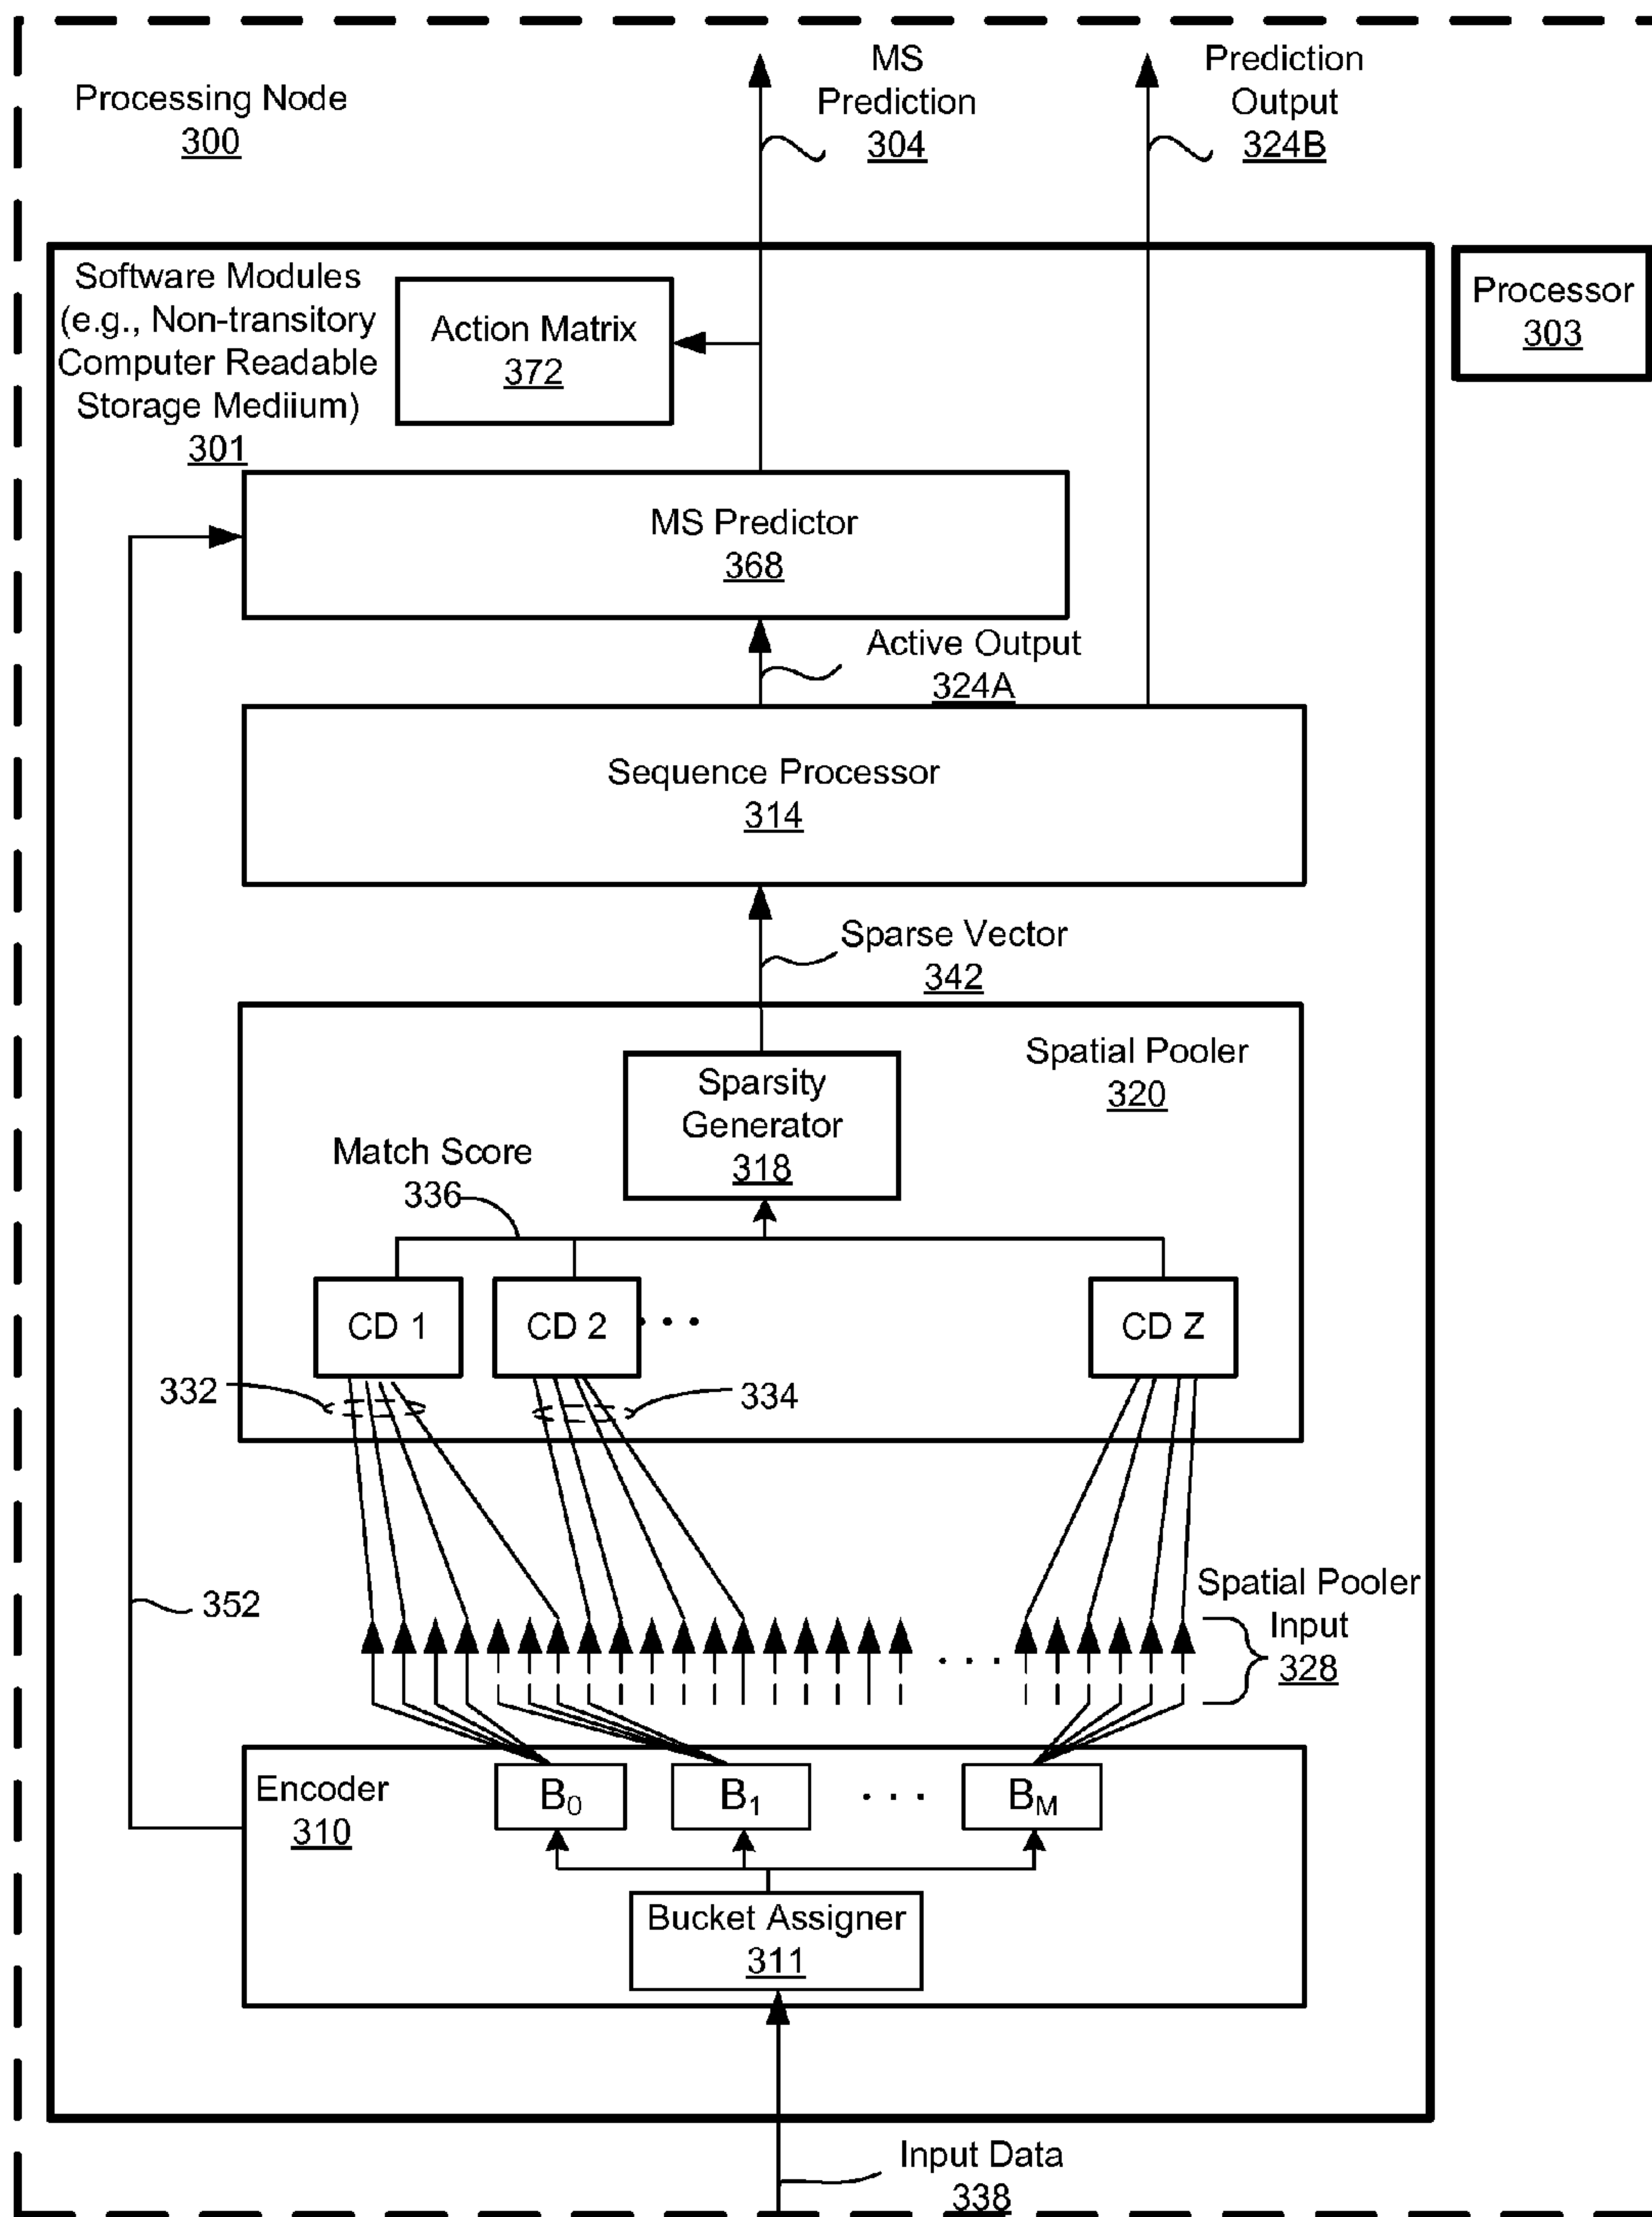 Processing Node
300
MS
Prediction
304
Prediction
Output
324B
Software Modules
(e.g., Non-transitory
Computer Readable
Storage Mediium)
301
Action Matrix
372
Processor
303
MS Predictor
368
Active Output
324A
Sequence Processor
314
Sparse Vector
342
Spatial Pooler
320
Sparsity
Generator
318
Match Score
336
CD 1
CD 2
. . .
CD Z
332
334
352
Spatial Pooler
Input
328
. . .
Encoder
310
B0
B1
. . .
BM
Bucket Assigner
311
Input Data
338